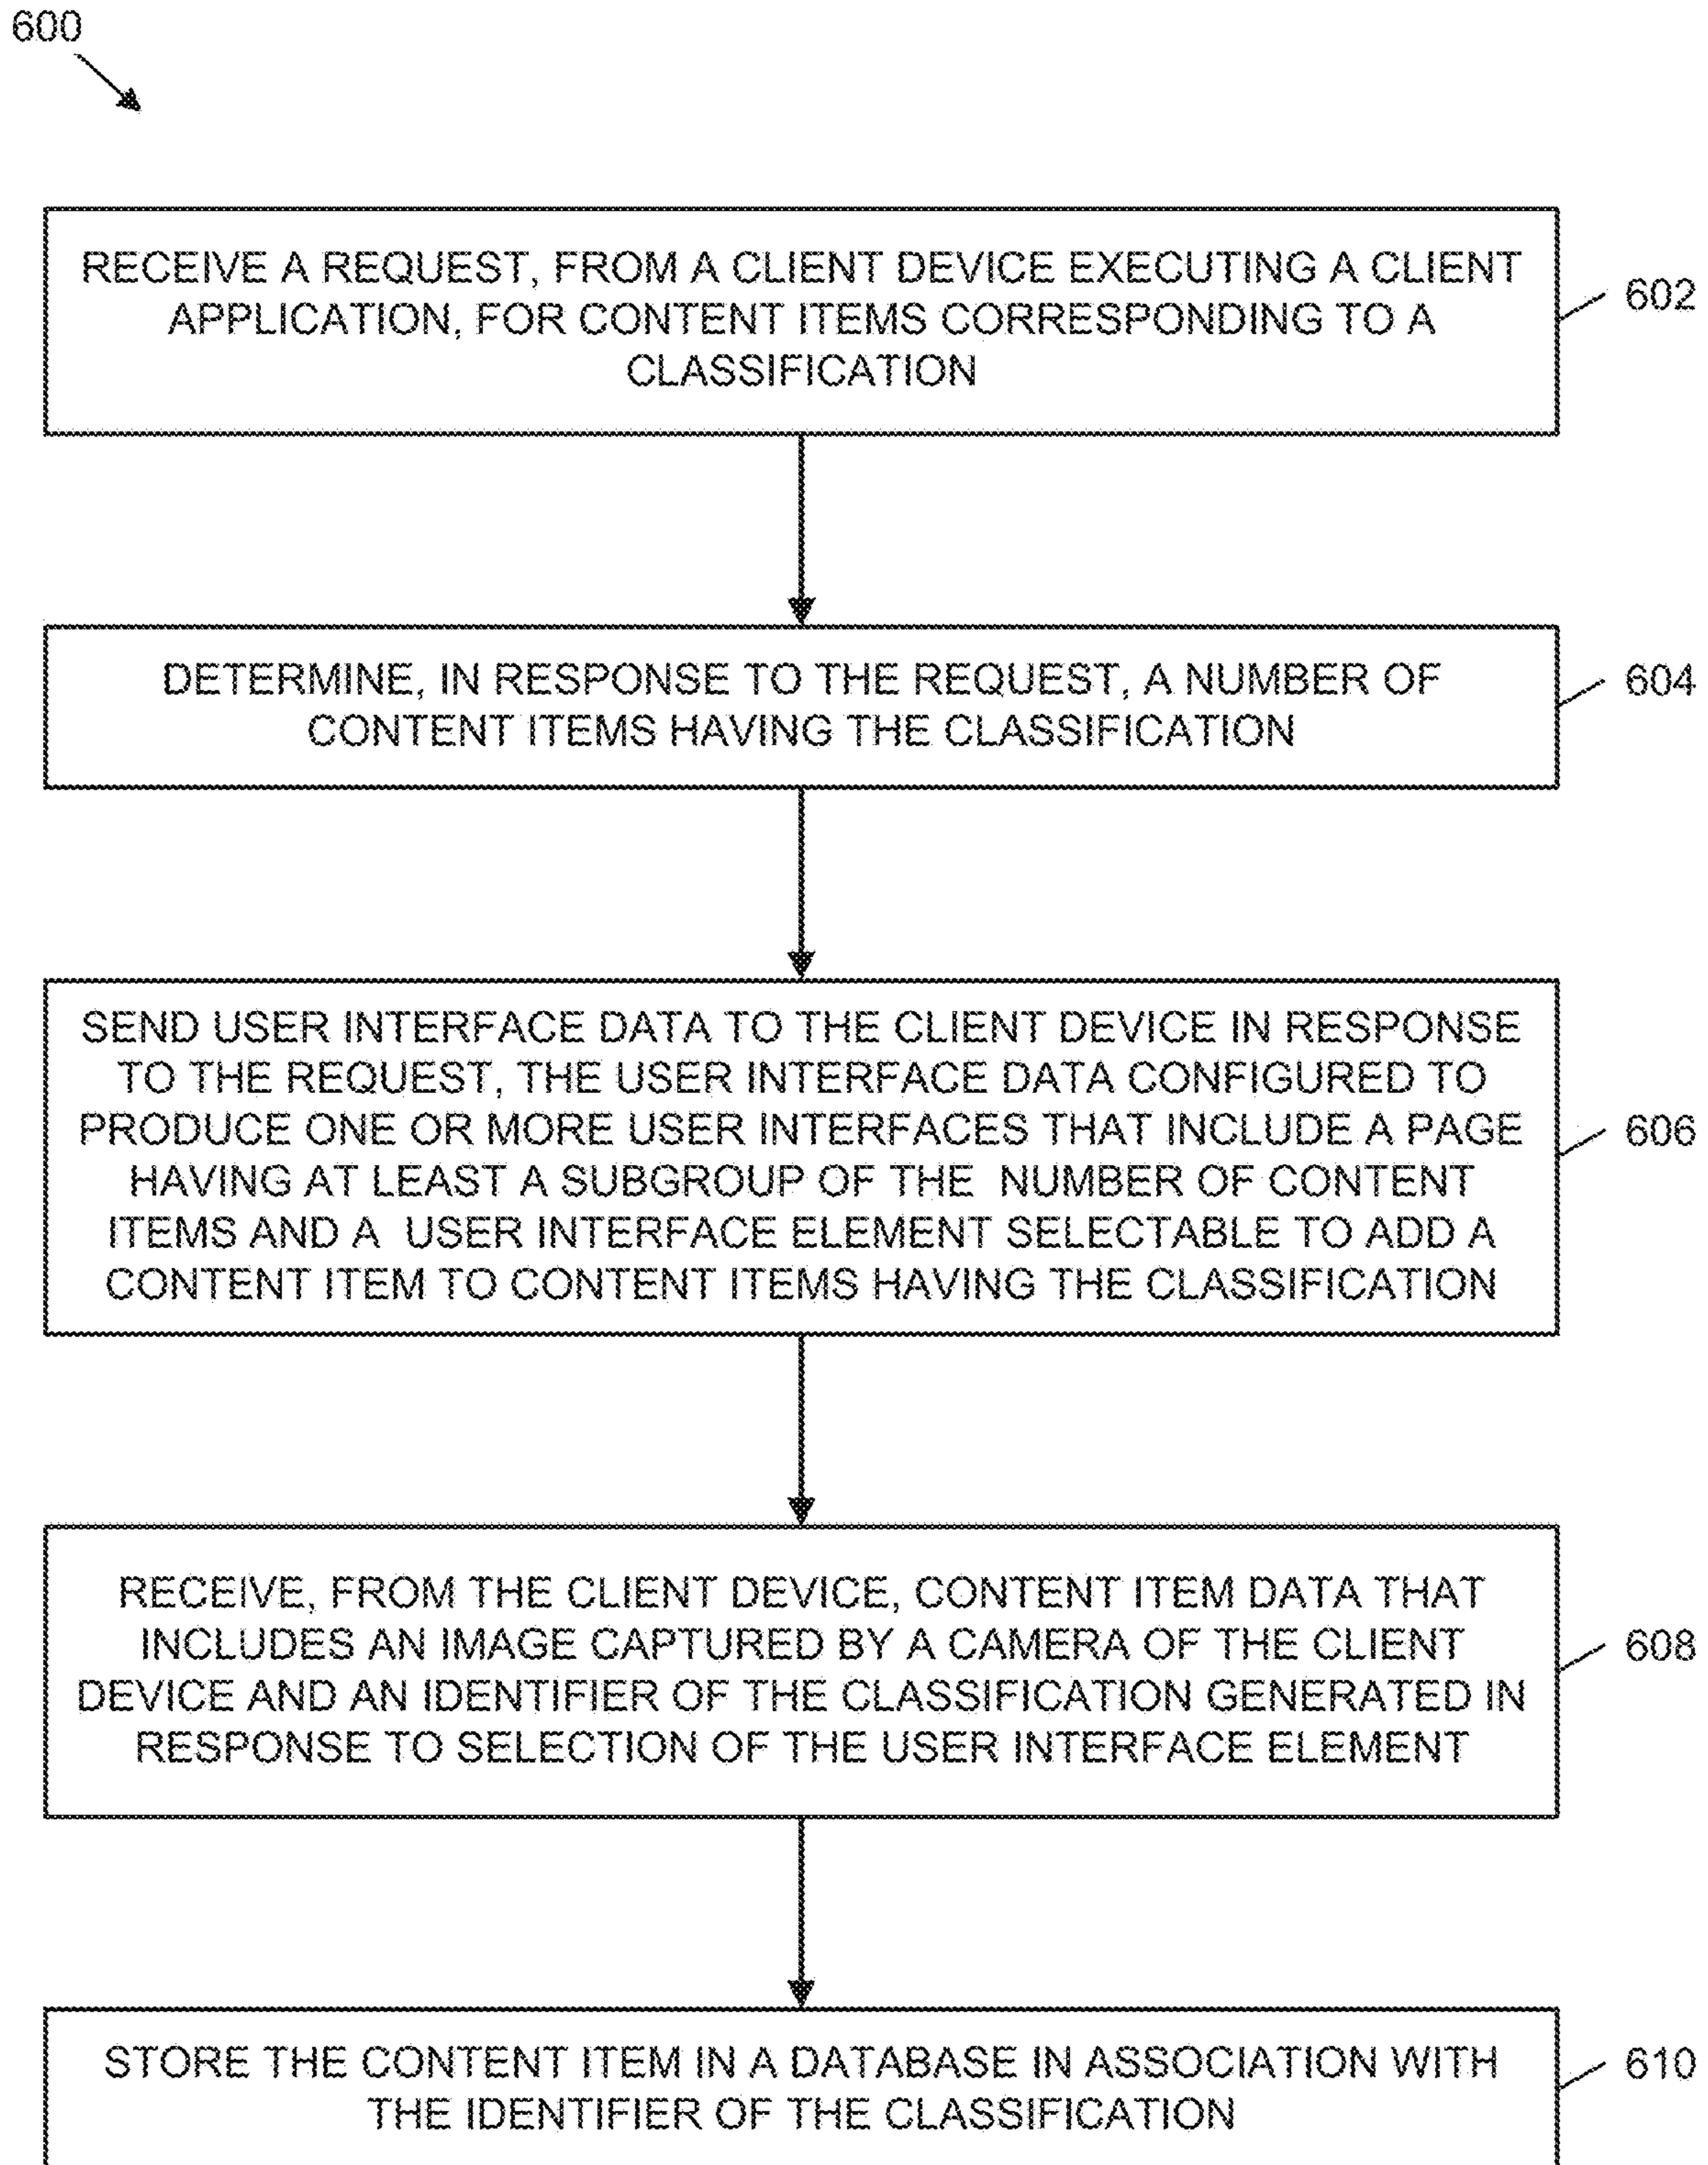 600
RECEIVE A REQUEST, FROM A CLIENT DEVICE EXECUTING A CLIENT
APPLICATION, FOR CONTENT ITEMS CORRESPONDING TO A
CLASSIFICATION
602
DETERMINE, IN RESPONSE TO THE REQUEST, A NUMBER OF
CONTENT ITEMS HAVING THE CLASSIFICATION
604
SEND USER INTERFACE DATA TO THE CLIENT DEVICE IN RESPONSE
TO THE REQUEST, THE USER INTERFACE DATA CONFIGURED TO
PRODUCE ONE OR MORE USER INTERFACES THAT INCLUDE A PAGE
HAVING AT LEAST A SUBGROUP OF THE NUMBER OF CONTENT
ITEMS AND A USER INTERFACE ELEMENT SELECTABLE TO ADD A
CONTENT ITEM TO CONTENT ITEMS HAVING THE CLASSIFICATION
606
RECEIVE, FROM THE CLIENT DEVICE, CONTENT ITEM DATA THAT
INCLUDES AN IMAGE CAPTURED BY A CAMERA OF THE CLIENT
DEVICE AND AN IDENTIFIER OF THE CLASSIFICATION GENERATED IN
RESPONSE TO SELECTION OF THE USER INTERFACE ELEMENT
608
STORE THE CONTENT ITEM IN A DATABASE IN ASSOCIATION WITH
THE IDENTIFIER OF THE CLASSIFICATION
610